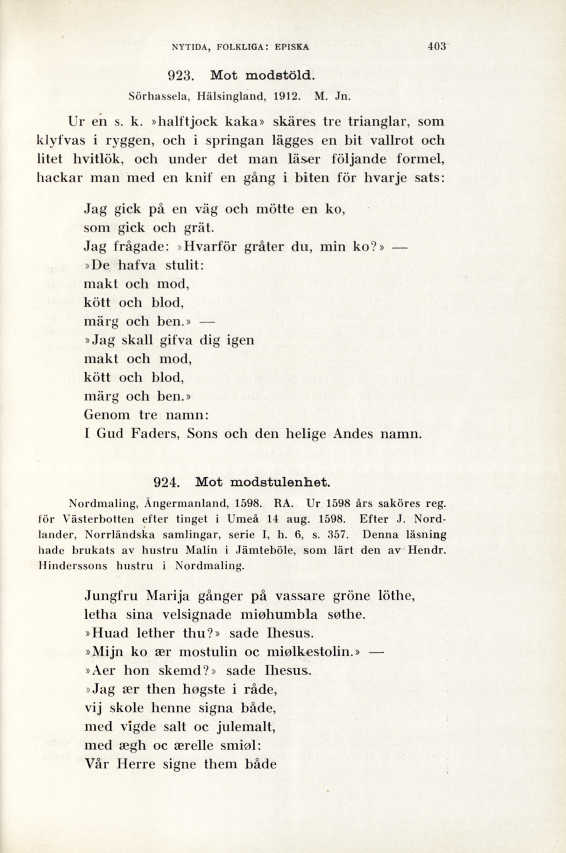 NYTIDA, FOLKLIGA: EPISKA 403
923. Mot modstöld.
Sörhassela, Hälsingland, 1912. M. Jn.
Ur en s. k. »halftjock kaka» skäres tre trianglar, som
klyfvas i ryggen, och i springan lägges en bit vallrot och
litet hvitlök, och under det man läser följande formel,
hackar man med en knif en gång i biten för hvarje sats:
Jag gick på en väg och mötte en ko,
som gick och grät.
Jag frågade: »Hvarför gråter du, min ko?» —
»De hafva stulit:
makt och mod,
kött och blod,
märg och ben.» —
»Jag skall gifva dig igen
makt och mod,
kött och blod,
märg och ben.»
Genom tre namn:
I Gud Faders, Sons och den helige Andes namn.
924. Mot modstulenhet.
Nordmaling, Ångermanland, 1598. RA. Ur 1598 års saköres reg.
för Västerbotten efter tinget i Umeå 14 aug. 1598. Efter J. Nord-
lander, Norrländska samlingar, serie I, h. 6, s. 357. Denna läsning
hade brukats av hustru Malin i Jämteböle, som lärt den av Hendr.
Hinderssons hustru i Nordmaling.
Jungfru Marija gånger på vassare gröne löthe,
letha sina velsignade miøhumbla søthe.
»Huad lether thu?» sade Ihesus.
»Mijn ko ær mostulin oc miølkestolin.» —
»Aer hon skemd?» sade Ihesus.
»Jag ær then høgste i råde,
vij skole henne signa både,
med vigde salt oc julemalt,
med ægh oc ærelle smiøl:
Vår Herre signe them både